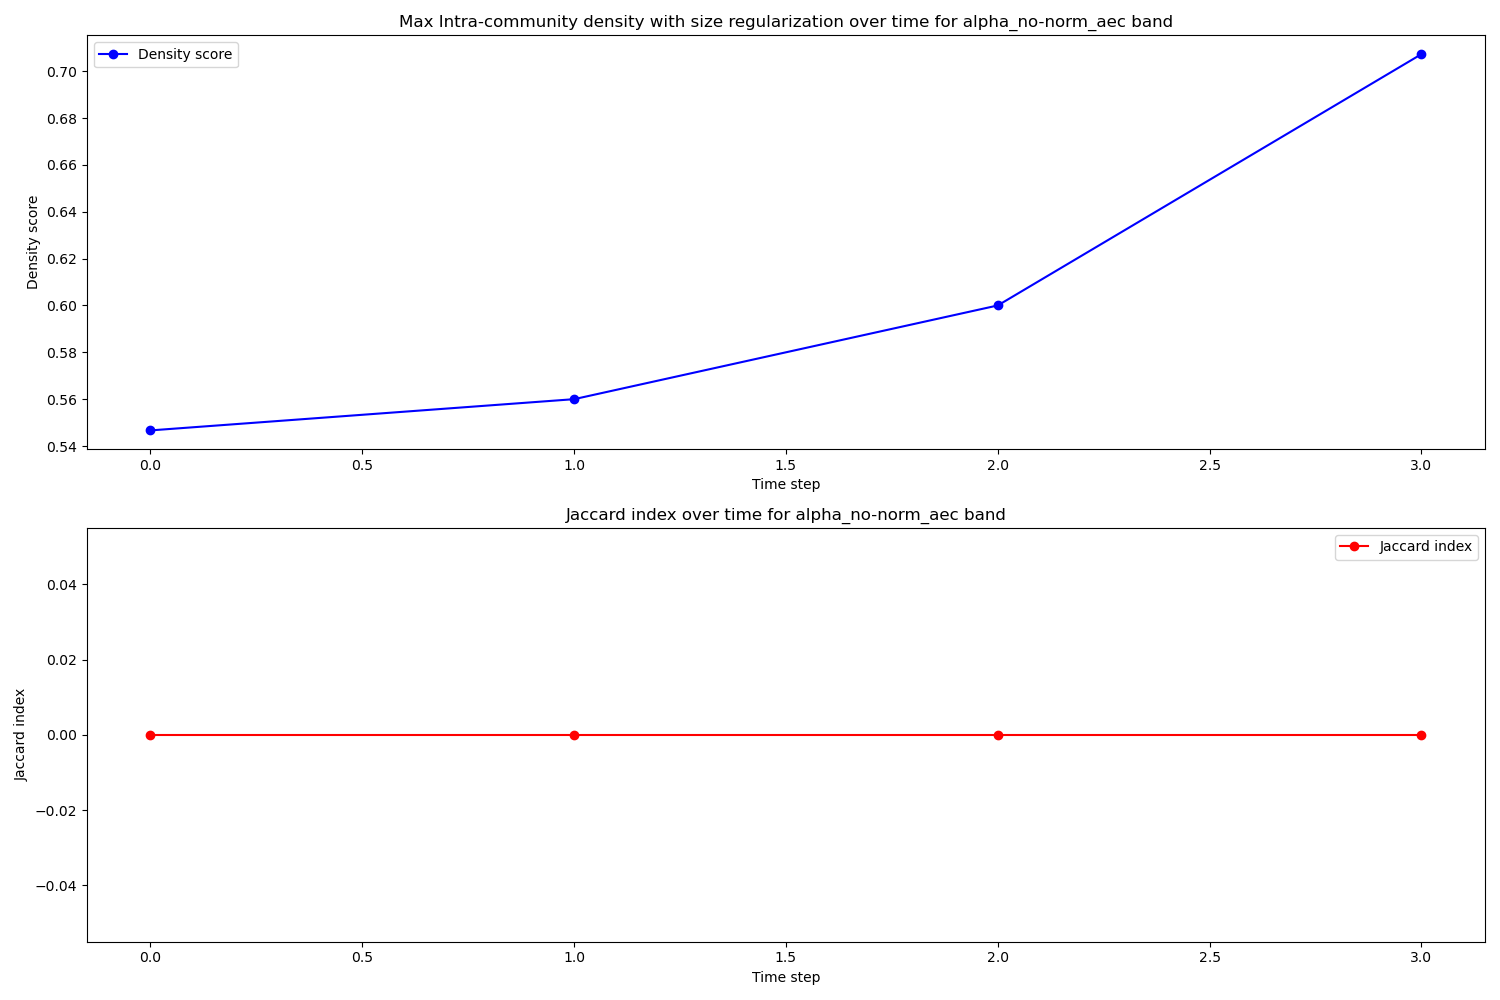 Max Intra-community density with size regularization over time for alpha_no-norm_aec band
Density score
0.70
0.68
0.66
0.64
0.62
0.60
0.58
0.56
0.54
Density score
0.0 0.5 1.0 1.5 2.0 2.5 3.0
Time step
Jaccard index over time for alpha_no-norm_aec band
Jaccard index
0.04
0.02
0.00
−0.02
−0.04
Jaccard index
0.0 0.5 1.0 1.5 2.0 2.5 3.0
Time step